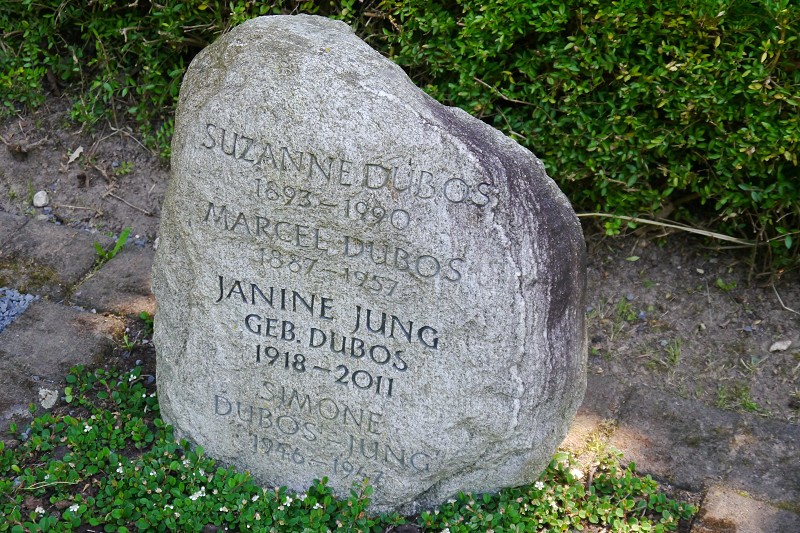 SUZANNE DUBOS
1893-1990
MARCEL DUBOS
1887-1957
JANINE JUNG
GEB. DUBOS
1918-2011
SIMONE
DUBOS-JUNG
1946-1947